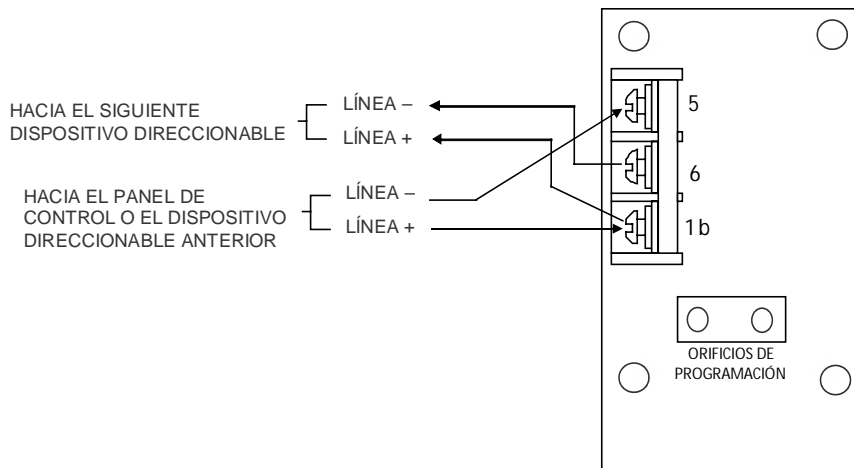 HACIA EL SIGUIENTE
DISPOSITIVO DIRECCIONABLE
LÍNEA –
LÍNEA +
HACIA EL PANEL DE
CONTROL O EL DISPOSITIVO
DIRECCIONABLE ANTERIOR
LÍNEA –
LÍNEA +
5
6
1b
ORIFICIOS DE
PROGRAMACIÓN